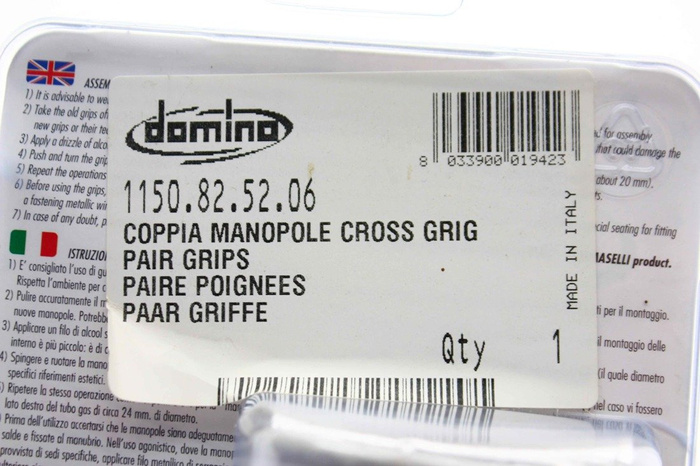 ASSEM
1) It is advisable to we
2) Take the old grips of
new grips or their te
3) Apply a drizzle of alco
4) Push and turn the grip
5) Repeat the operations
6) Before using the grips,
a fastening metallic wir
7) In case of any doubt, p
for assembly
that could damage the
about 20 mm).
cial seating for fitting
MASELLI product.
domino
8 033900 019423
1150.82.52.06
COPPIA MANOPOLE CROSS GRIG
PAIR GRIPS
PAIRE POIGNEES
PAAR GRIFFE
Qty 1
MADE IN ITALY
ISTRUZIO
1) E' consigliato l'uso di gu
Rispetta l'ambiente per c
2) Pulire accuratamente il m
nuove manopole. Potrebb
3) Applicare un filo di alcool s
interno è più piccolo: è di c
4) Spingere e ruotare la mano
specifici riferimenti estetici.
5) Ripetere la stessa operazione
lato destro del tubo gas di circa 24 mm. di diametro.
Prima dell'utilizzo accertarsi che le manopole siano adeguatame
salde e fissate al manubrio. Nell'uso agonistico, dove la mano
provvista di sedi specifiche, applicare filo metallico di
ti per il montaggio.
il montaggio delle
(il quale diametro
nel caso vi fossero